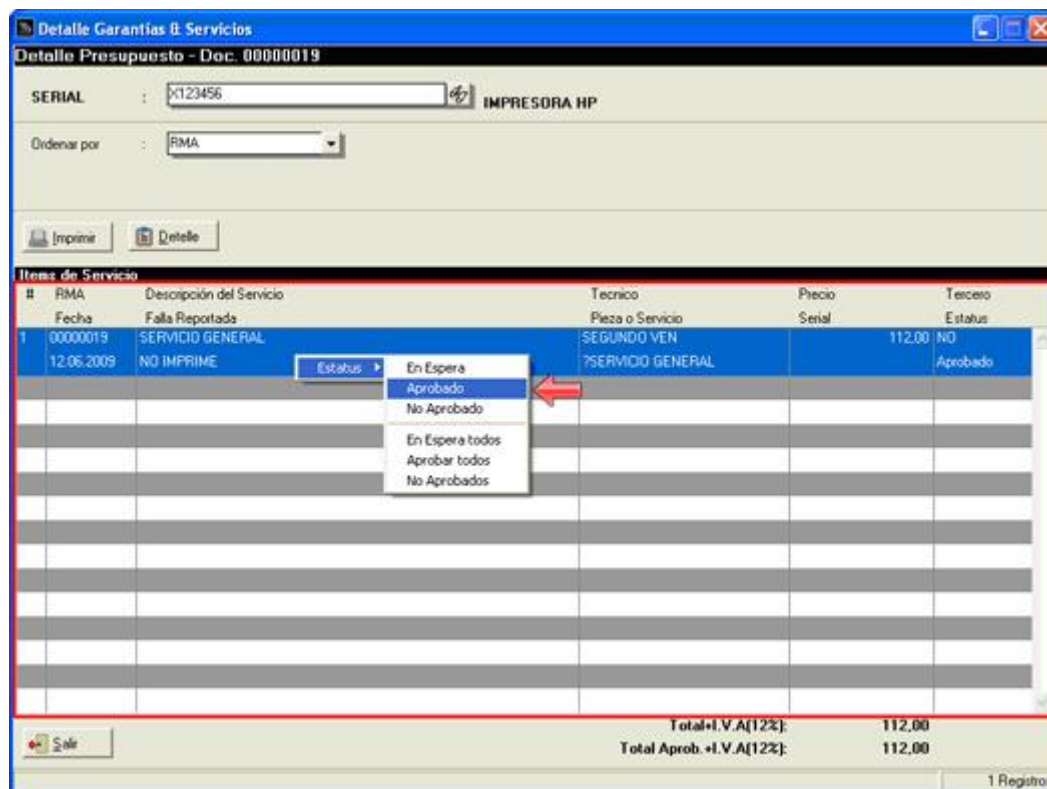 Detalle Garantías & Servicios
Detalle Presupuesto - Doc. 00000019
SERIAL : X123456 IMPRESORA HP
Ordenar por : RMA
Imprimir Detelle
Items de Servicio
# RMA Descripción del Servicio Tecnico Precio Tercero
Fecha Falla Reportada Pieza o Servicio Serial Estatus
1 00000019 SERVICIO GENERAL SEGUNDO VEN 112,00 NO
12.06.2009 NO IMPRIME ?SERVICIO GENERAL Aprobado
Estatus En Espera
Aprobado
No Aprobado
En Espera todos
Aprobar todos
No Aprobados
Total+I.V.A(12%): 112,00
Salir Total Aprob.+I.V.A(12%): 112,00
1 Registro